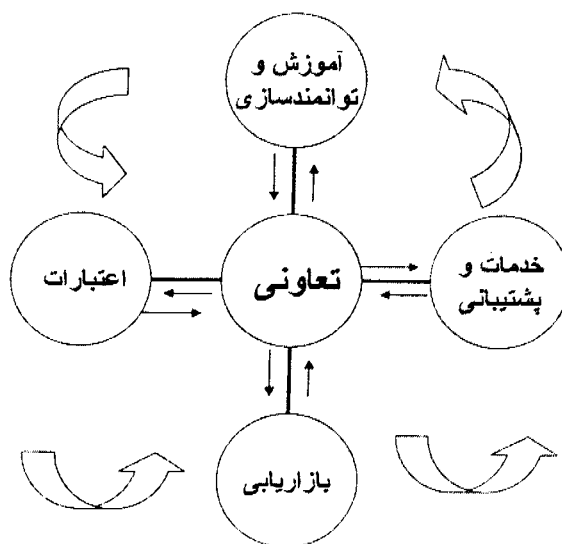 آموزش و
توانمندسازی
خدمات و
پشتیبانی
تعاونی
اعتبارات
بازاریابی